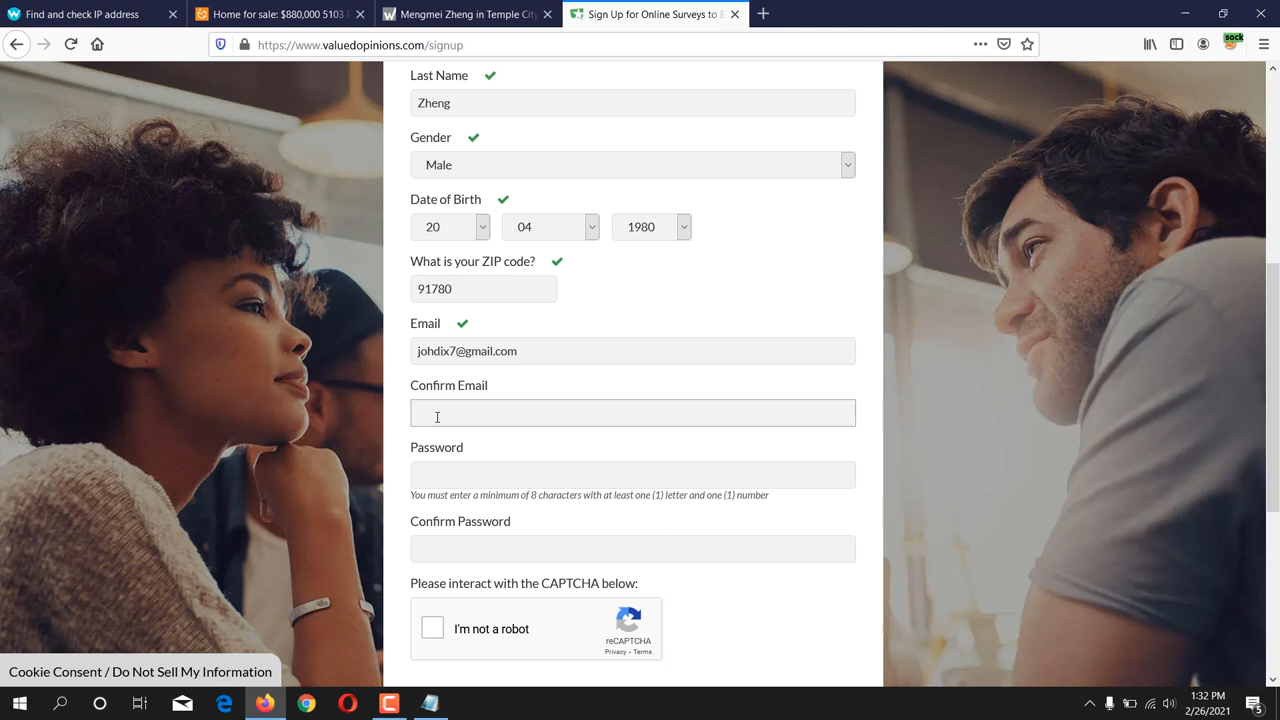 Find and check IP address
Home for sale: $880,000 5103
Mengmei Zheng in Temple City
Sign Up for Online Surveys to
https://www.valuedopinions.com/signup
sock
Last Name
Zheng
Gender
Male
Date of Birth
20 04 1980
What is your ZIP code?
91780
Email
johdix7@gmail.com
Confirm Email
Password
You must enter a minimum of 8 characters with at least one (1) letter and one (1) number
Confirm Password
Please interact with the CAPTCHA below:
I'm not a robot
reCAPTCHA
Privacy - Terms
Cookie Consent / Do Not Sell My Information
1:32 PM
2/26/2021
5